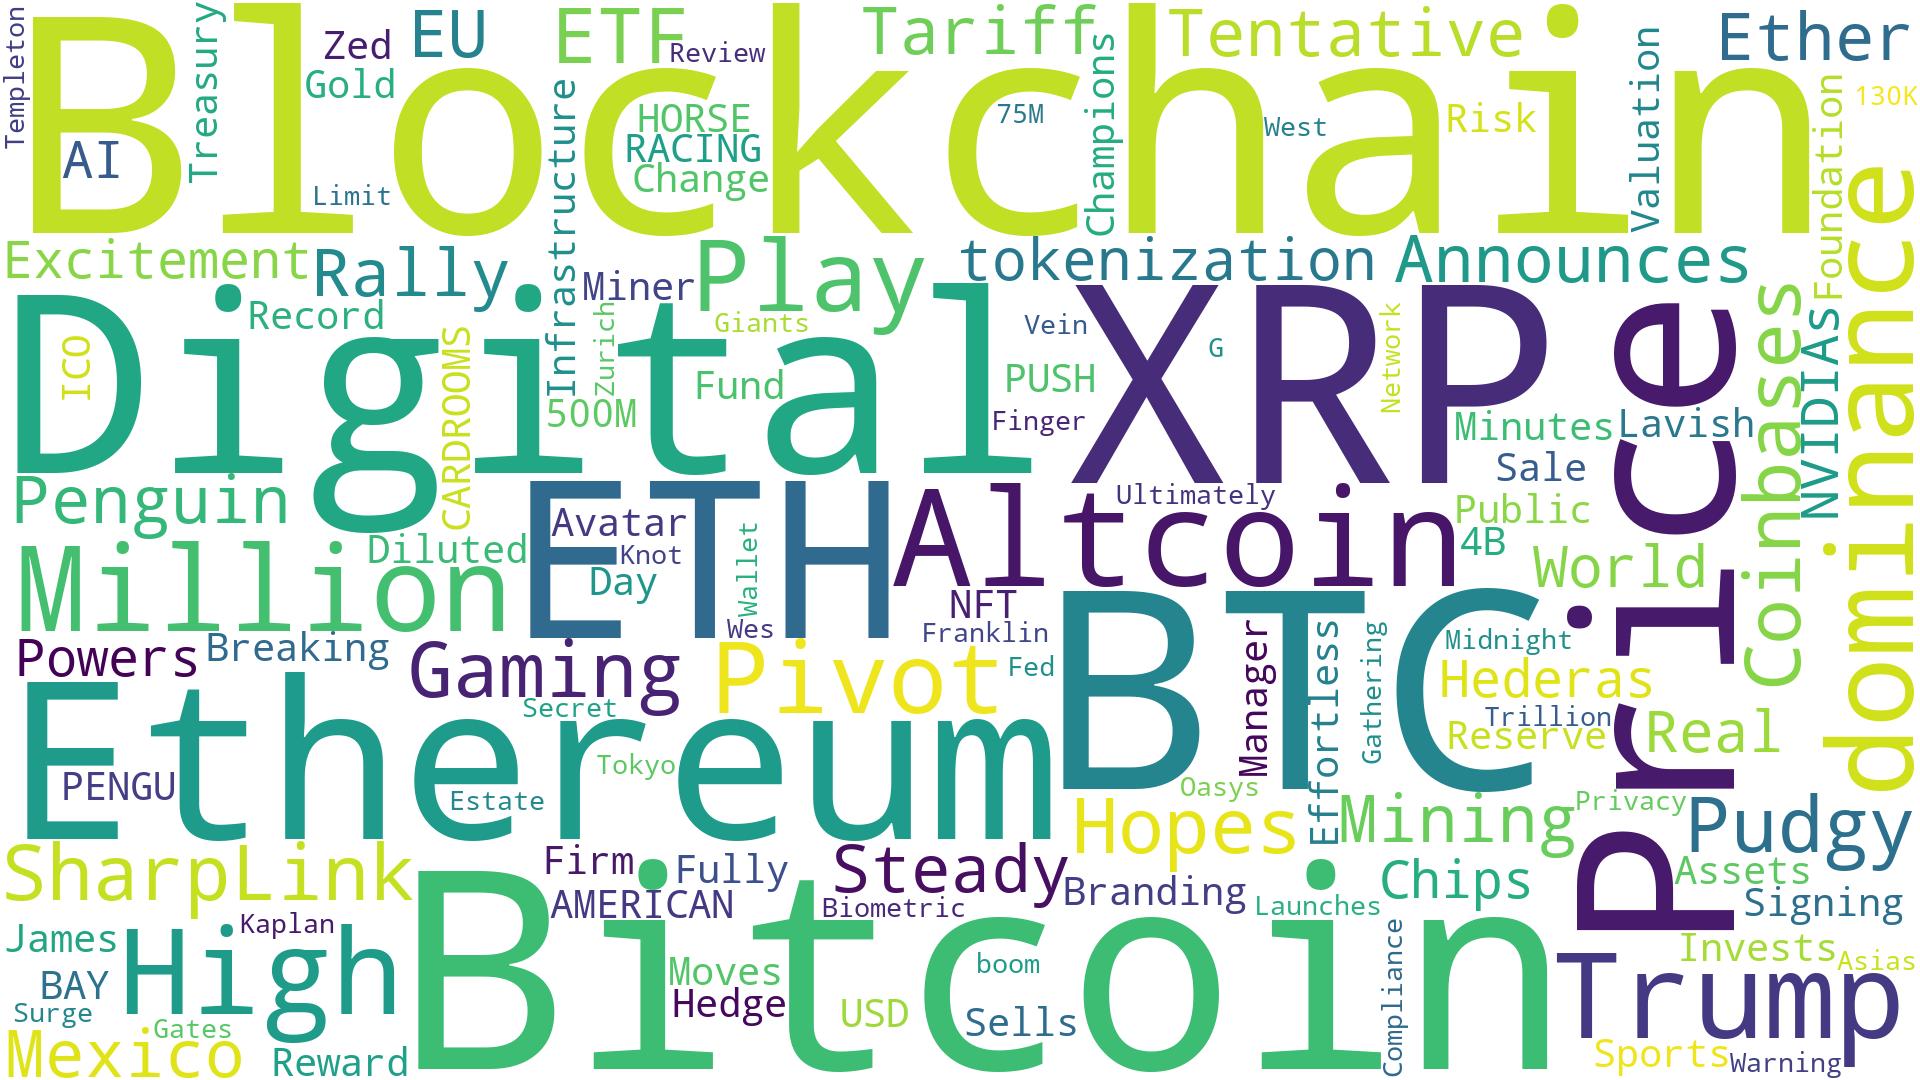 Blockchain
Templeton
Treasury
Zed
EU
ETF
Review
Tariff
Tentative
Ether
Gold
AI
Limit
Infrastructure
HORSE
RACING
Change
75M
Champions
West
Risk
Valuation
Foundation
130K
Excitement
Rally
Miner
Play
tokenization
Announces
Digital
Record
ICO
CARDROOMS
Zurich
Giants
Fund
500M
Vein
PUSH
Finger
XRP
G
Network
Minutes
Lavish
Sale
Price
Coinbases
NVIDIAs
dominance
Penguin
Diluted
Million
ETH
Avatar
Knot
Day
Wallet
Wes
Altcoin
Ultimately
Public
4B
World
NFT
Franklin
Fed
BTC
Powers
Breaking
Gaming
Secret
Pivot
Manager
Effortless
Gathering
Midnight
Hederas
Trillion
Reserve
Real
Ethereum
PENGU
Estate
Tokyo
Oasys
Hopes
Mining
Privacy
Pudgy
SharpLink
Firm
Fully
Steady
AMERICAN
Biometric
Branding
Launches
Chips
Assets
Signing
Kaplan
James
High
BAY
Surge
Gates
Mexico
Reward
Bitcoin
Moves
Hedge
USD
boom
Sells
Compliance
Invests
Asias
Trump
Sports
Warning